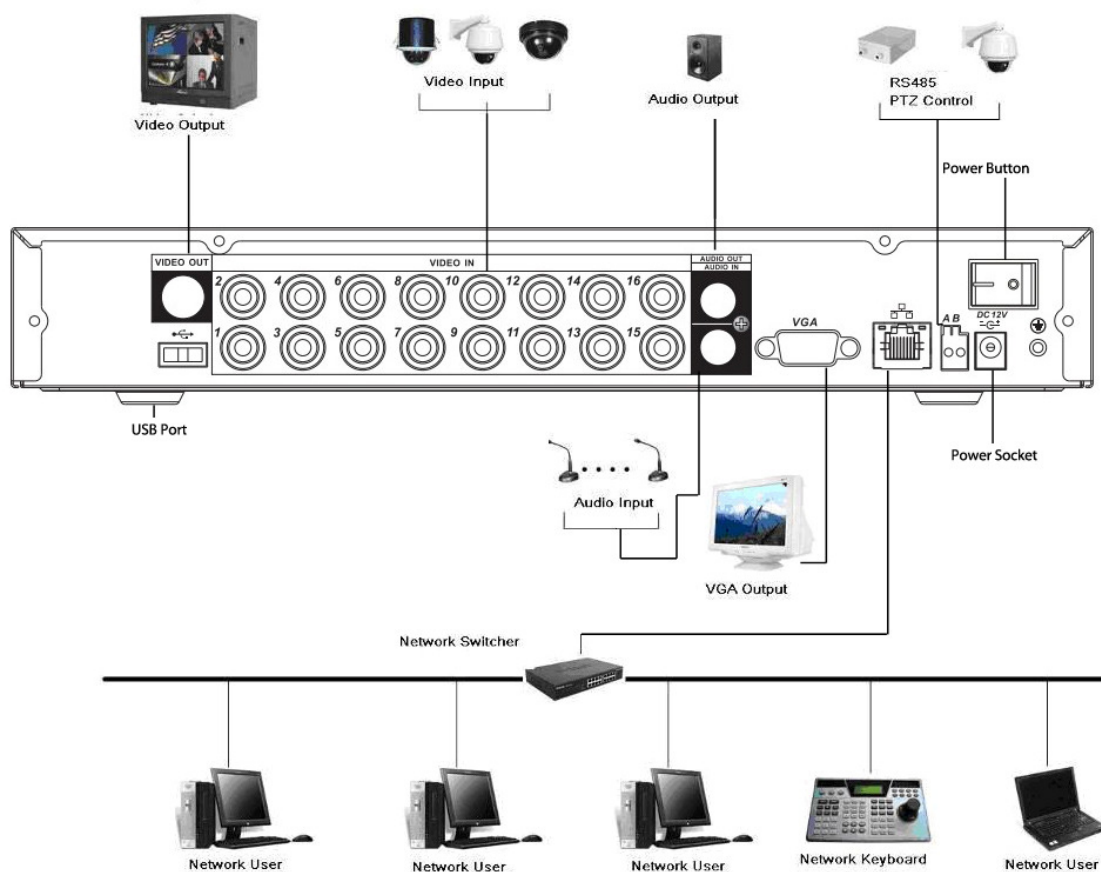 Video Output
Video Input
Audio Output
RS485
PTZ Control
Power Button
VIDEO OUT
VIDEO IN
AUDIO OUT
AUDIO IN
2 4 6 8 10 12 14 16
1 3 5 7 9 11 13 15
VGA
A B
DC 12V
USB Port
Power Socket
Audio Input
VGA Output
Network Switcher
Network User
Network User
Network User
Network Keyboard
Network User